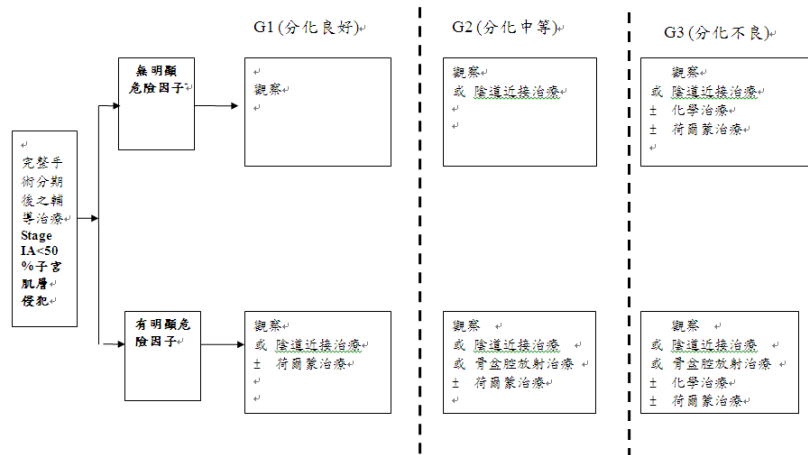 G1 (分化良好)
G2 (分化中等)
G3 (分化不良)
無明顯
危險因子
觀察
觀察
或 陰道近接治療
觀察
或 陰道近接治療
± 化學治療
± 荷爾蒙治療
完整手
術分期
後之輔
導治療
Stage
IA<50
%子宮
肌層
侵犯
有明顯危
險因子
觀察
或 陰道近接治療
± 荷爾蒙治療
觀察
或 陰道近接治療
或 骨盆腔放射治療
± 荷爾蒙治療
觀察
或 陰道近接治療
或 骨盆腔放射治療
± 化學治療
± 荷爾蒙治療